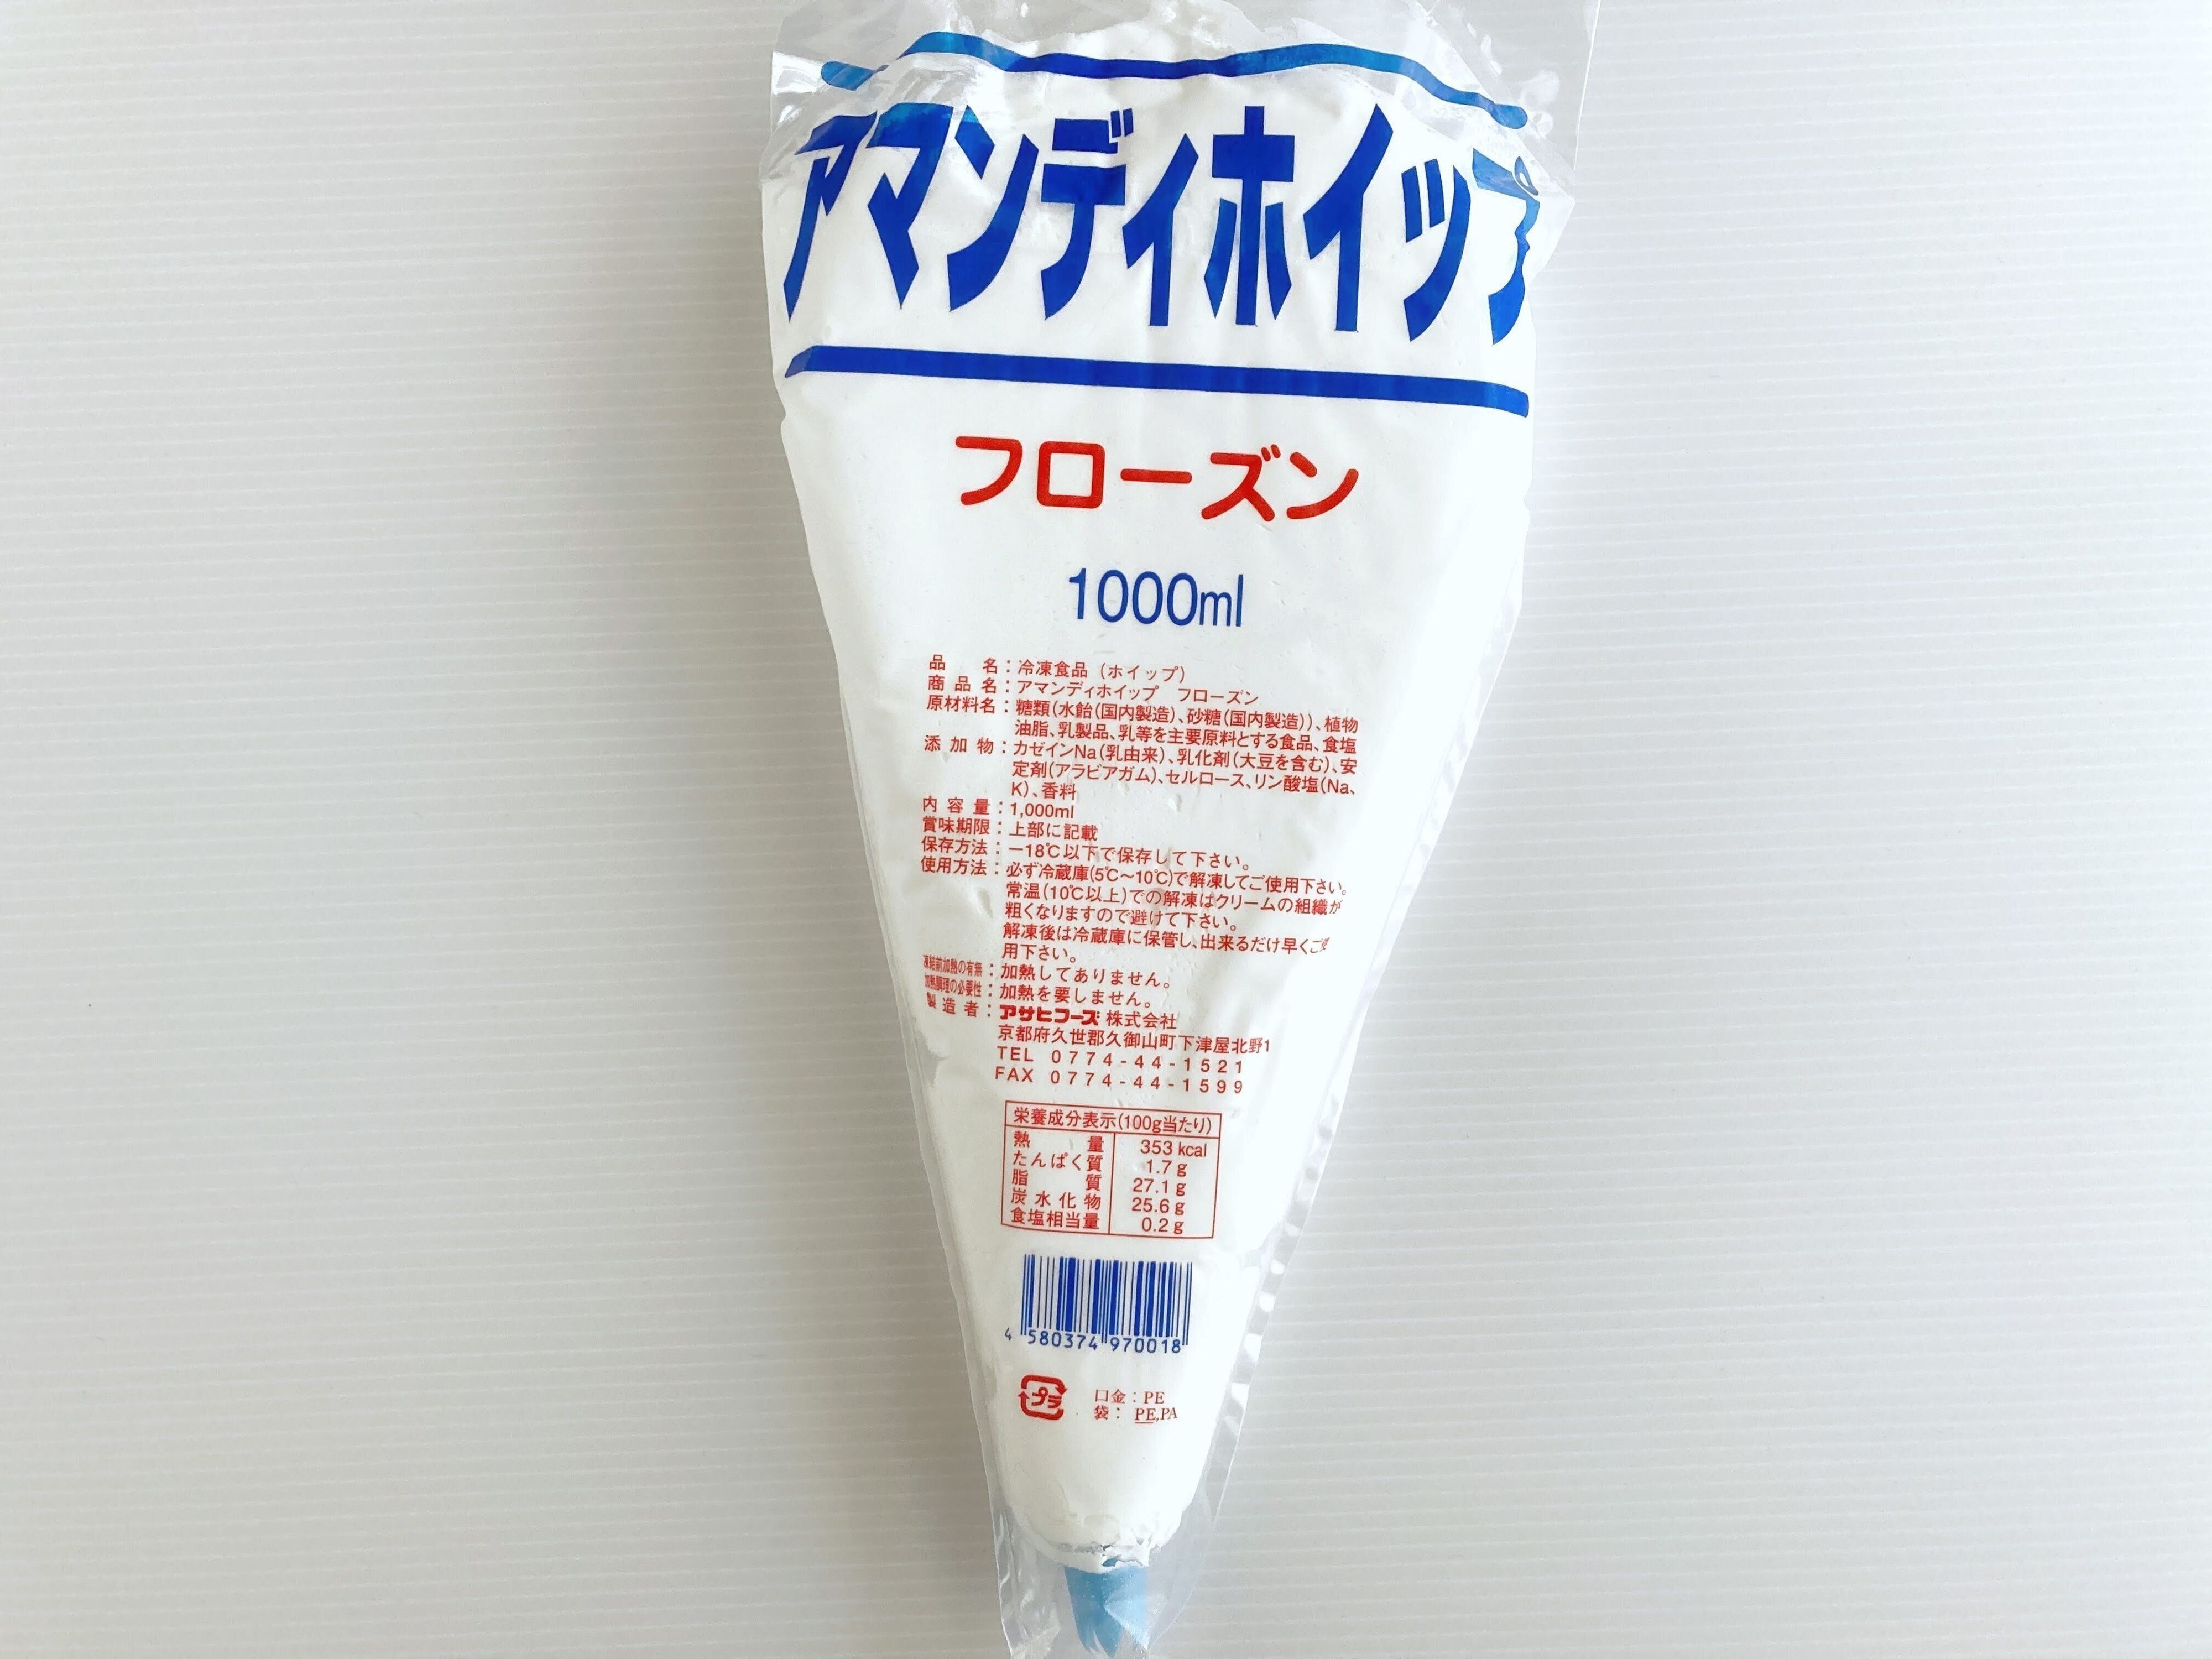 アマンディホイップ
フローズン
1000ml
品名：冷凍食品（ホイップ）
商品名：アマンディホイップ　フローズン
原材料名：糖類（水飴（国内製造）、砂糖（国内製造））、植物
油脂、乳製品、乳等を主要原料とする食品、食塩
添加物：カゼインNa（乳由来）、乳化剤（大豆を含む）、安
定剤（アラビアガム）、セルロース、リン酸塩（Na、
K）、香料
内容量：1,000ml
賞味期限：上部に記載
保存方法：－18℃以下で保存して下さい。
使用方法：必ず冷蔵庫（5℃～10℃）で解凍してご使用下さい。
常温（10℃以上）での解凍はクリームの組織が
粗くなりますので避けて下さい。
解凍後は冷蔵庫に保管し、出来るだけ早くご使
用下さい。
凍結前加熱の有無：加熱してありません。
加熱調理の必要性：加熱を要しません。
製造者：アサヒフーズ株式会社
京都府久世郡久御山町下津屋北野1
TEL 0774-44-1521
FAX 0774-44-1599
栄養成分表示（100g当たり）
熱量 353 kcal
たんぱく質 1.7 g
脂質 27.1 g
炭水化物 25.6 g
食塩相当量 0.2 g
4 580374 970018
プラ 口金：PE
袋：PE,PA